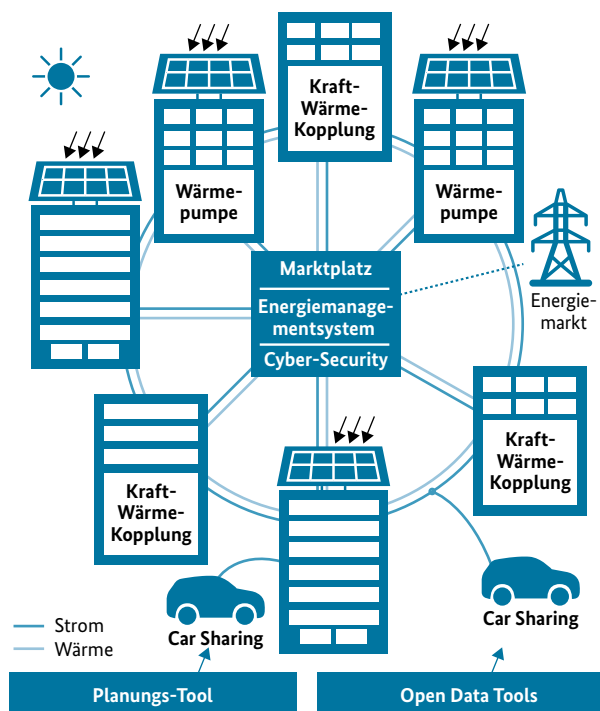 Kraft-
Wärme-
Kopplung
Wärme-
pumpe
Wärme-
pumpe
Marktplatz
Energiemanage-
mentsystem
Cyber-Security
Energie-
markt
Kraft-
Wärme-
Kopplung
Kraft-
Wärme-
Kopplung
Car Sharing
Car Sharing
Strom
Wärme
Planungs-Tool
Open Data Tools